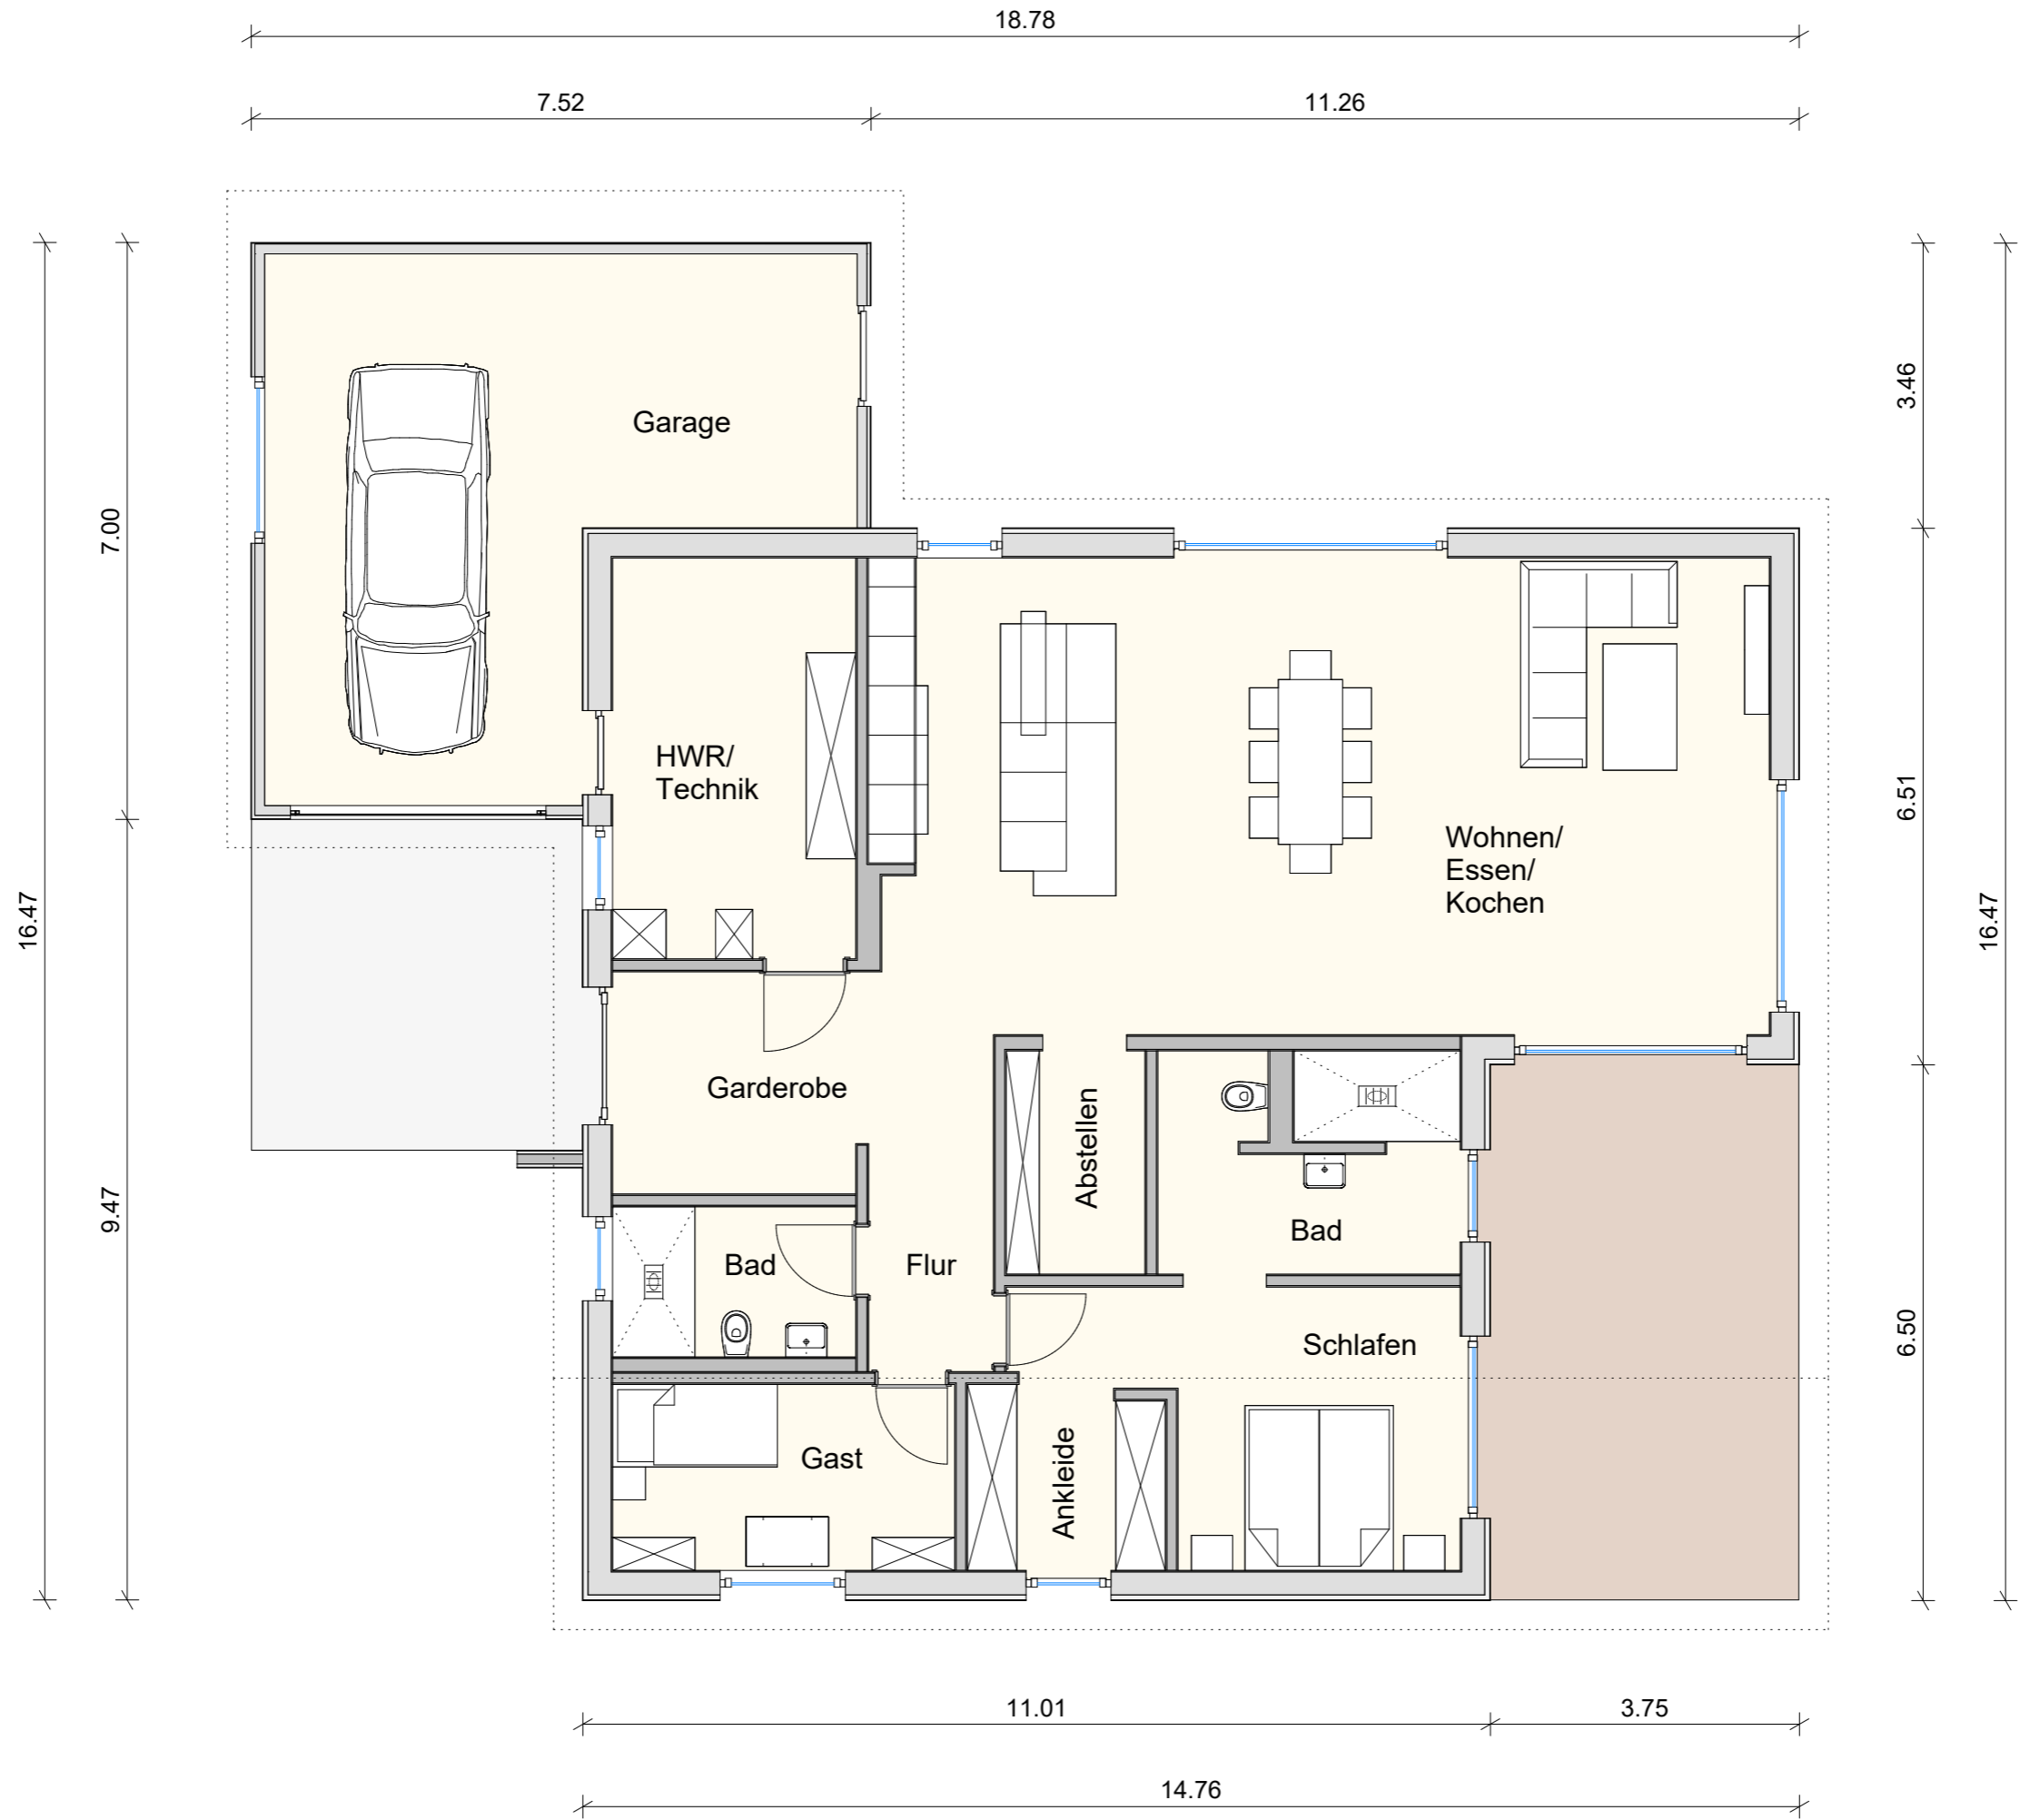 18.78
7.52
11.26
3.46
Garage
7.00
HWR/
Technik
6.51
Wohnen/
Essen/
Kochen
16.47
16.47
Garderobe
Abstellen
9.47
Bad
Bad
Flur
6.50
Schlafen
Gast
Ankleide
11.01
3.75
14.76